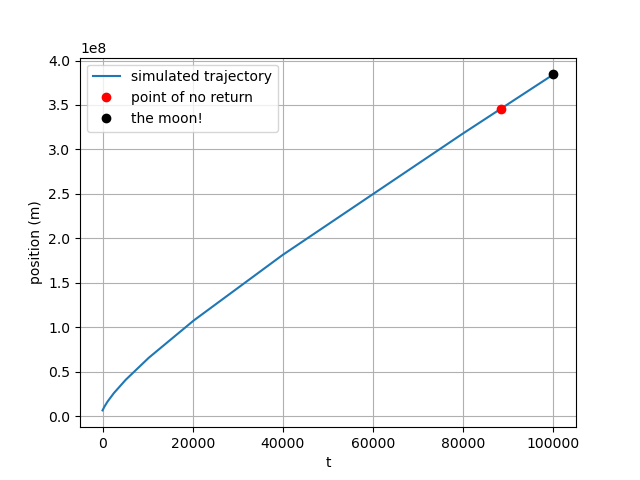 1e8
simulated trajectory
point of no return
the moon!
4.0
3.5
3.0
2.5
2.0
1.5
1.0
0.5
0.0
position (m)
0 20000 40000 60000 80000 100000
t